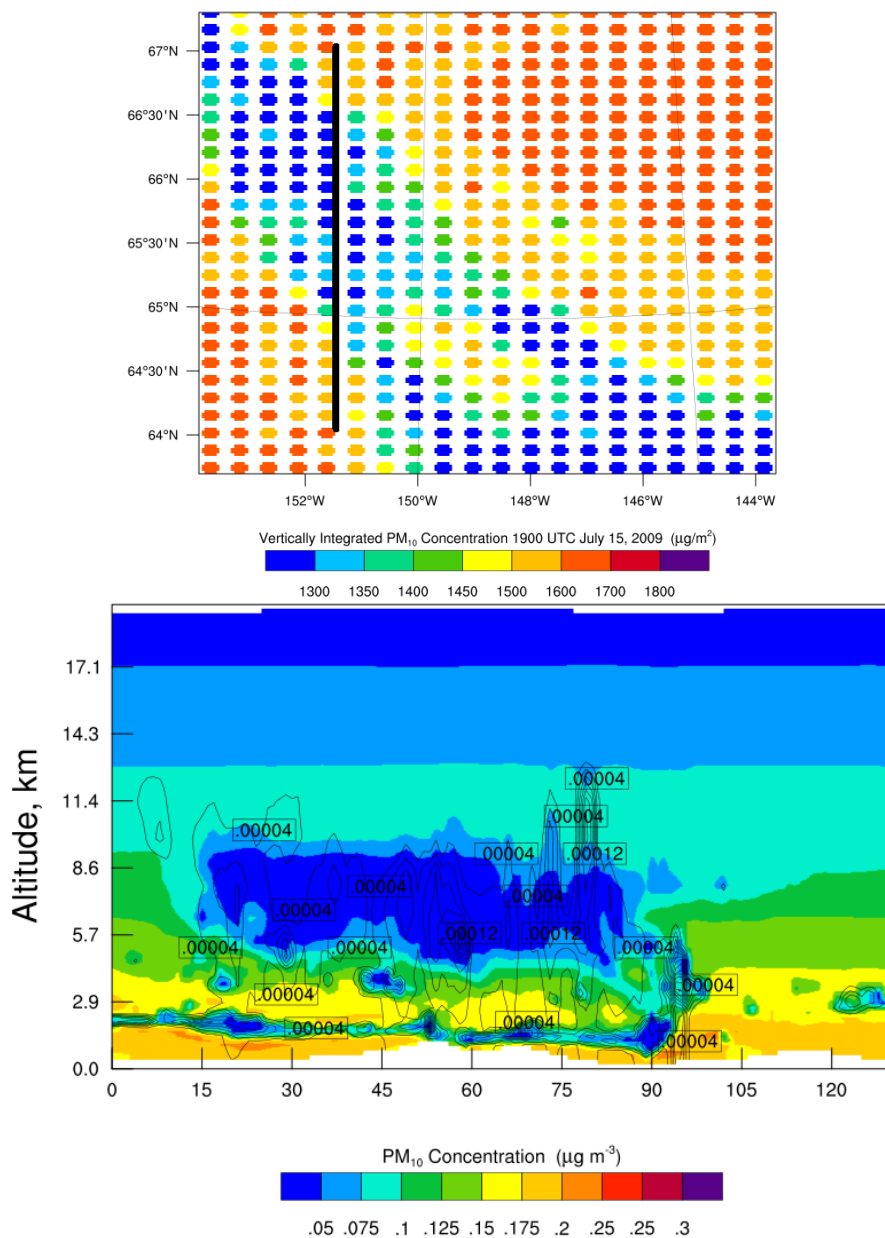 67°N
66°30'N
66°N
65°30'N
65°N
64°30'N
64°N
152°W 150°W 148°W 146°W 144°W
Vertically Integrated PM₁₀ Concentration 1900 UTC July 15, 2009 (µg/m²)
1300 1350 1400 1450 1500 1600 1700 1800
Altitude, km
17.1
14.3
11.4
8.6
5.7
2.9
0.0
.00004
.00004
.00004
.00004 .00012
.00004
.00004
.00004
.00012 .00012
.00004 .00004 .00004
.00004
.00004
.00004
.00004
.00004
0 15 30 45 60 75 90 105 120
PM₁₀ Concentration (µg m⁻³)
.05 .075 .1 .125 .15 .175 .2 .25 .25 .3